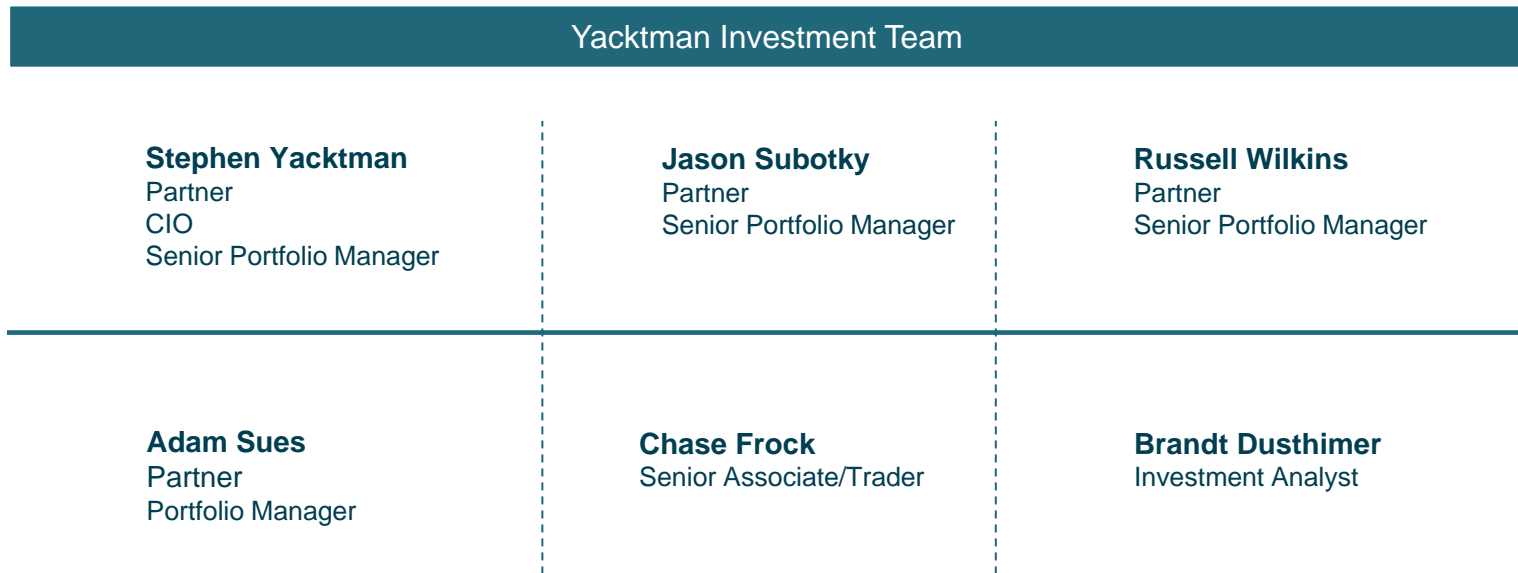 Yacktman Investment Team
Stephen Yacktman
Partner
CIO
Senior Portfolio Manager
Jason Subotky
Partner
Senior Portfolio Manager
Russell Wilkins
Partner
Senior Portfolio Manager
Adam Sues
Partner
Portfolio Manager
Chase Frock
Senior Associate/Trader
Brandt Dusthimer
Investment Analyst